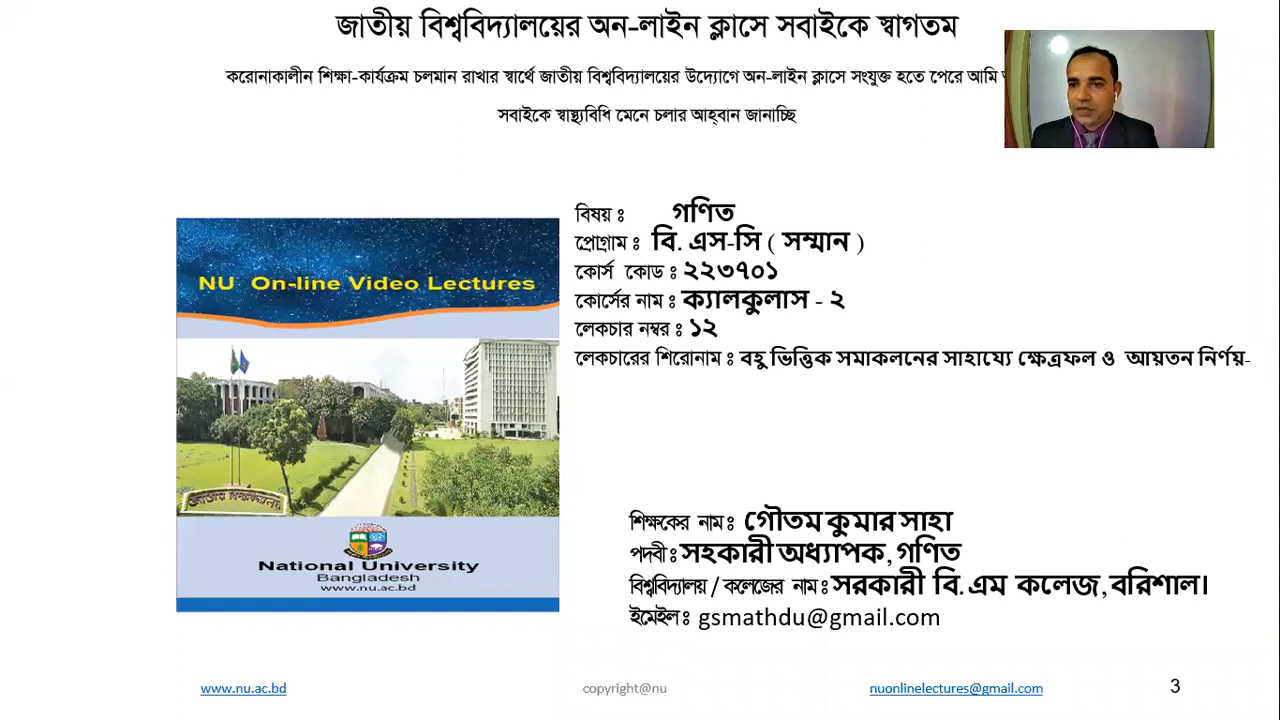 জাতীয় বিশ্ববিদ্যালয়ের অন-লাইন ক্লাসে সবাইকে স্বাগতম
করোনাকালীন শিক্ষা-কার্যক্রম চলমান রাখার স্বার্থে জাতীয় বিশ্ববিদ্যালয়ের উদ্যোগে অন-লাইন ক্লাসে সংযুক্ত হতে পেরে আমি
সবাইকে স্বাস্থ্যবিধি মেনে চলার আহ্বান জানাচ্ছি
বিষয়ঃ গণিত
প্রোগ্রামঃ বি. এস-সি ( সম্মান )
কোর্স কোডঃ ২২৩৭০১
কোর্সের নামঃ ক্যালকুলাস - ২
লেকচার নম্বরঃ ১২
লেকচারের শিরোনামঃ বহু ভিত্তিক সমাকলনের সাহায্যে ক্ষেত্রফল ও আয়তন নির্ণয়-
NU On-line Video Lectures
জাতীয় বিশ্ববিদ্যালয়
National University
Bangladesh
www.nu.ac.bd
শিক্ষকের নামঃ গৌতম কুমার সাহা
পদবীঃ সহকারী অধ্যাপক, গণিত
বিশ্ববিদ্যালয় / কলেজের নামঃ সরকারী বি. এম কলেজ, বরিশাল।
ইমেইলঃ gsmathdu@gmail.com
www.nu.ac.bd copyright@nu nuonlinelectures@gmail.com 3